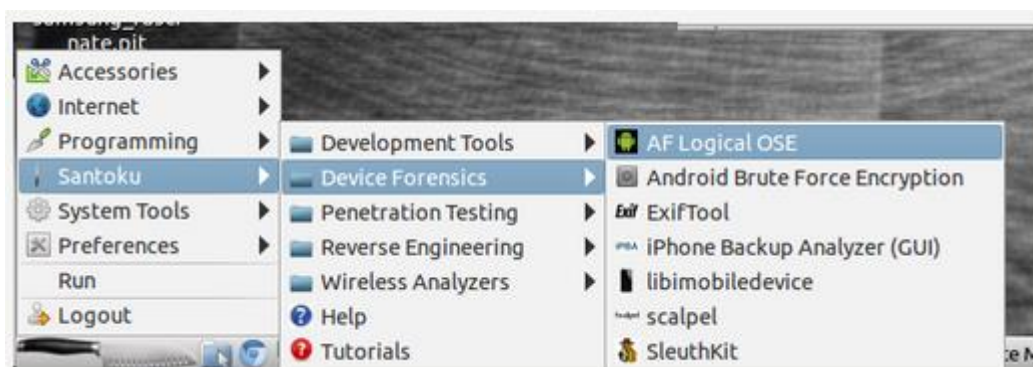 nate.pit
Accessories
Internet
Programming
Santoku
System Tools
Preferences
Run
Logout
Development Tools
Device Forensics
Penetration Testing
Reverse Engineering
Wireless Analyzers
Help
Tutorials
AF Logical OSE
Android Brute Force Encryption
Exif ExifTool
iPhone Backup Analyzer (GUI)
libimobiledevice
scalpel
SleuthKit